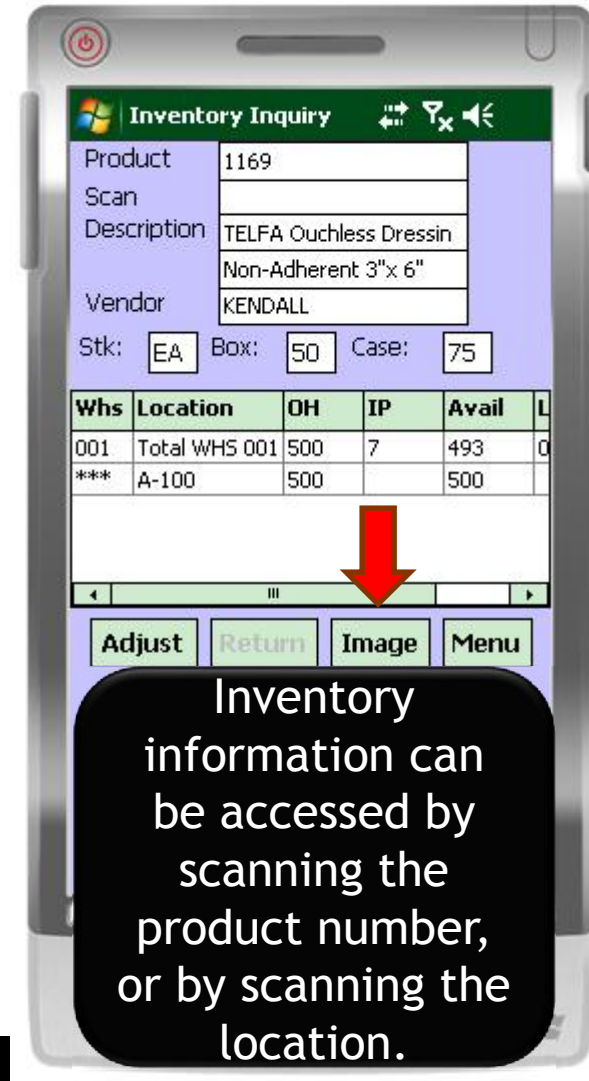 Inventory Inquiry
Product 1169
Scan
Description TELFA Ouchless Dressin
Non-Adherent 3"x 6"
Vendor KENDALL
Stk: EA Box: 50 Case: 75
Whs Location OH IP Avail L
001 Total WHS 001 500 7 493 0
*** A-100 500 500
Adjust Return Image Menu
Inventory
information can
be accessed by
scanning the
product number,
or by scanning the
location.